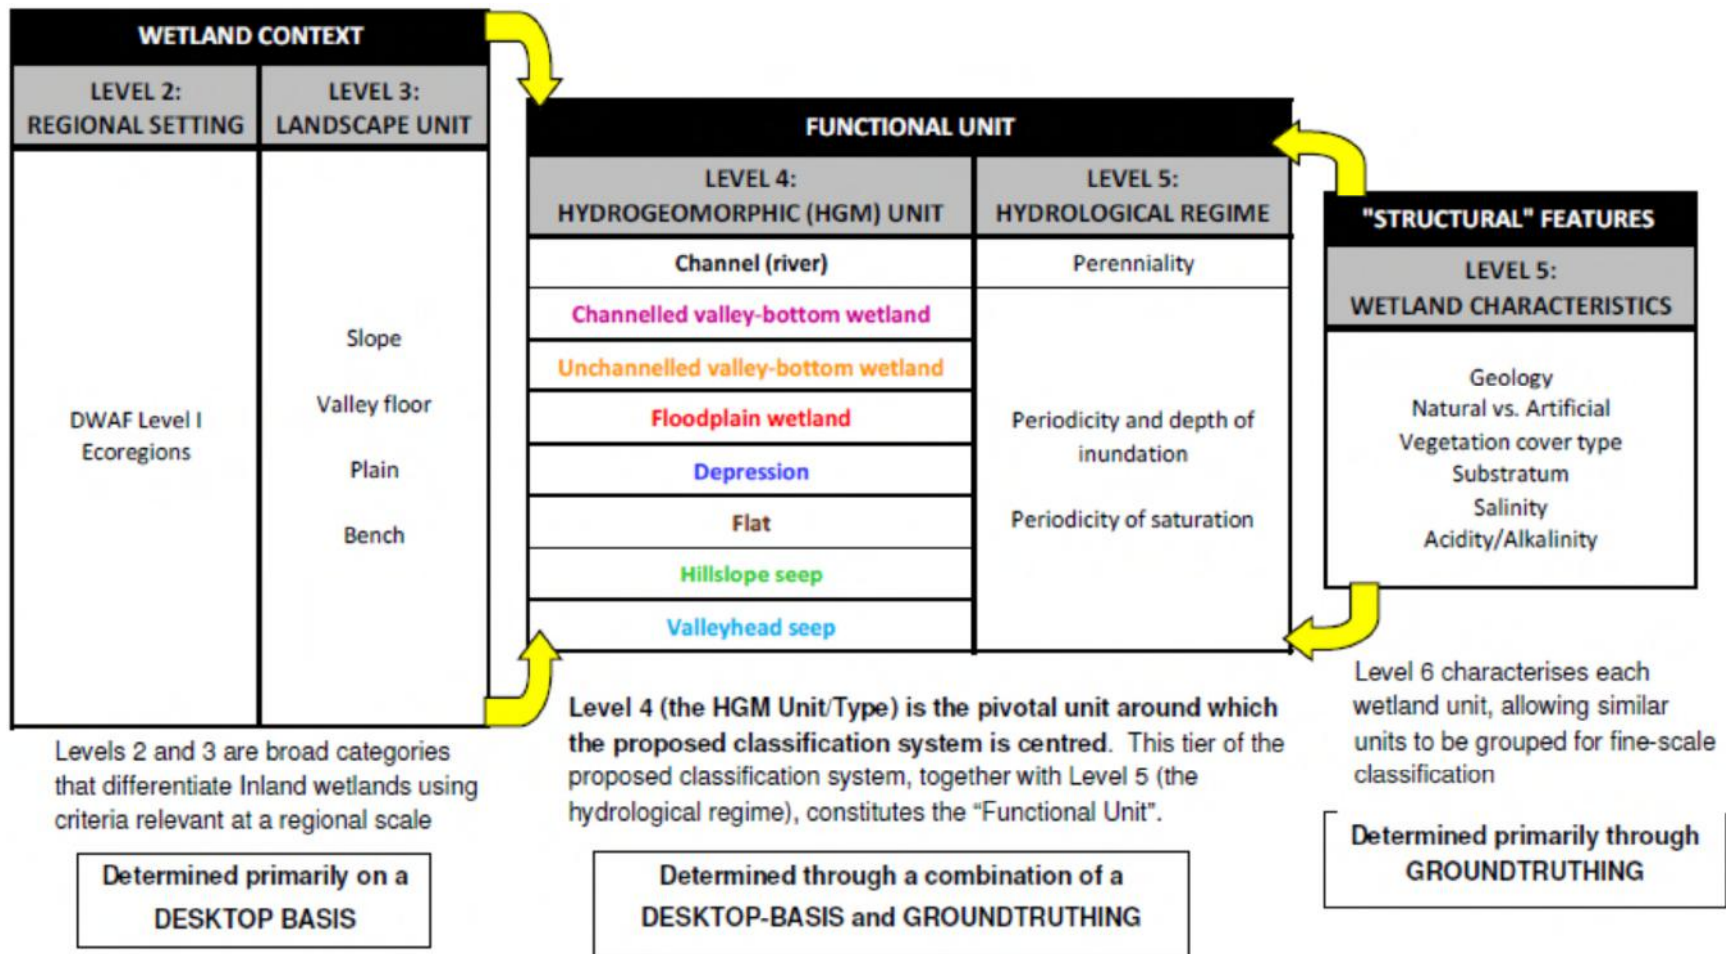 WETLAND CONTEXT
LEVEL 2:
REGIONAL SETTING
LEVEL 3:
LANDSCAPE UNIT
DWAF Level I
Ecoregions
Slope
Valley floor
Plain
Bench
Levels 2 and 3 are broad categories
that differentiate Inland wetlands using
criteria relevant at a regional scale
Determined primarily on a
DESKTOP BASIS
FUNCTIONAL UNIT
LEVEL 4:
HYDROGEOMORPHIC (HGM) UNIT
LEVEL 5:
HYDROLOGICAL REGIME
Channel (river)
Perenniality
Channelled valley-bottom wetland
Unchannelled valley-bottom wetland
Floodplain wetland
Depression
Flat
Hillslope seep
Valleyhead seep
Periodicity and depth of
inundation
Periodicity of saturation
Level 4 (the HGM Unit/Type) is the pivotal unit around which
the proposed classification system is centred. This tier of the
proposed classification system, together with Level 5 (the
hydrological regime), constitutes the “Functional Unit”.
Determined through a combination of a
DESKTOP-BASIS and GROUNDTRUTHING
"STRUCTURAL" FEATURES
LEVEL 5:
WETLAND CHARACTERISTICS
Geology
Natural vs. Artificial
Vegetation cover type
Substratum
Salinity
Acidity/Alkalinity
Level 6 characterises each
wetland unit, allowing similar
units to be grouped for fine-scale
classification
Determined primarily through
GROUNDTRUTHING